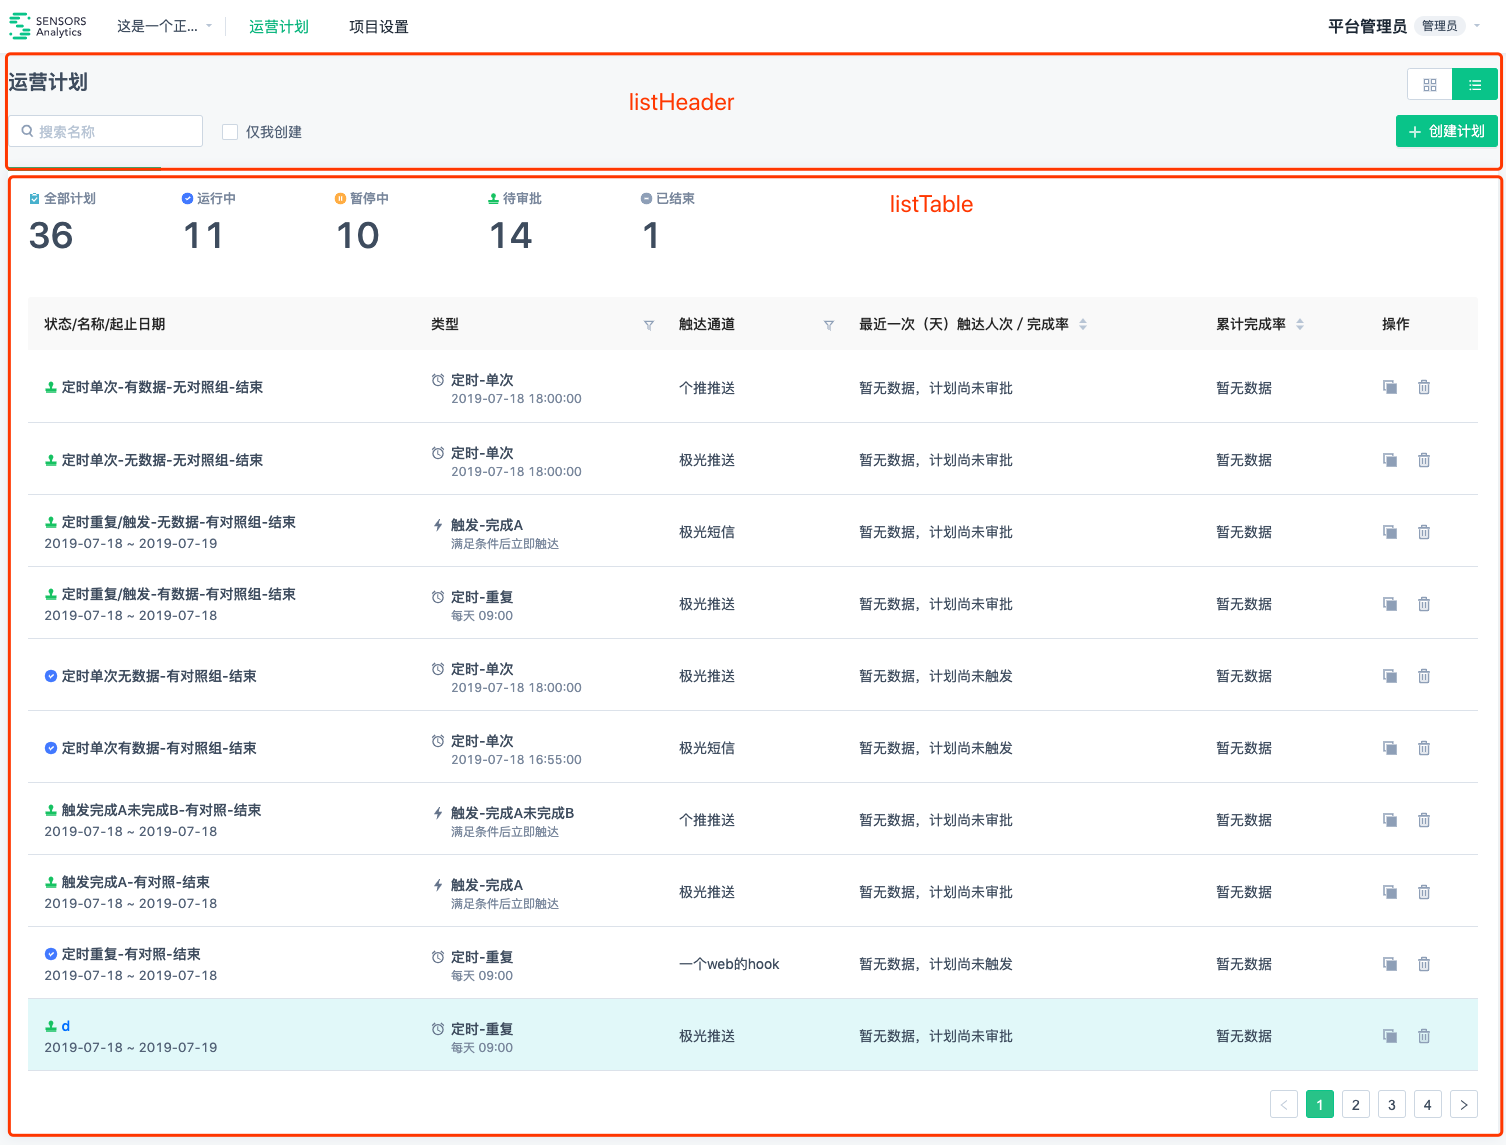 SENSORS
Analytics
这是一个正...
运营计划
项目设置
平台管理员
管理员
运营计划
listHeader
搜索名称
仅我创建
+ 创建计划
全部计划
运行中
暂停中
待审批
已结束
listTable
36
11
10
14
1
状态/名称/起止日期
类型
触达通道
最近一次（天）触达人次 / 完成率
累计完成率
操作
定时单次-有数据-无对照组-结束
定时-单次
2019-07-18 18:00:00
个推推送
暂无数据，计划尚未审批
暂无数据
定时单次-无数据-无对照组-结束
定时-单次
2019-07-18 18:00:00
极光推送
暂无数据，计划尚未审批
暂无数据
定时重复/触发-无数据-有对照组-结束
2019-07-18 ~ 2019-07-19
触发-完成A
满足条件后立即触达
极光短信
暂无数据，计划尚未审批
暂无数据
定时重复/触发-有数据-有对照组-结束
2019-07-18 ~ 2019-07-18
定时-重复
每天 09:00
极光推送
暂无数据，计划尚未审批
暂无数据
定时单次无数据-有对照组-结束
定时-单次
2019-07-18 18:00:00
极光推送
暂无数据，计划尚未触发
暂无数据
定时单次有数据-有对照组-结束
定时-单次
2019-07-18 16:55:00
极光短信
暂无数据，计划尚未触发
暂无数据
触发完成A未完成B-有对照-结束
2019-07-18 ~ 2019-07-18
触发-完成A未完成B
满足条件后立即触达
个推推送
暂无数据，计划尚未审批
暂无数据
触发完成A-有对照-结束
2019-07-18 ~ 2019-07-18
触发-完成A
满足条件后立即触达
极光推送
暂无数据，计划尚未审批
暂无数据
定时重复-有对照-结束
2019-07-18 ~ 2019-07-18
定时-重复
每天 09:00
一个web的hook
暂无数据，计划尚未触发
暂无数据
d
2019-07-18 ~ 2019-07-19
定时-重复
每天 09:00
极光推送
暂无数据，计划尚未审批
暂无数据
< 1 2 3 4 >